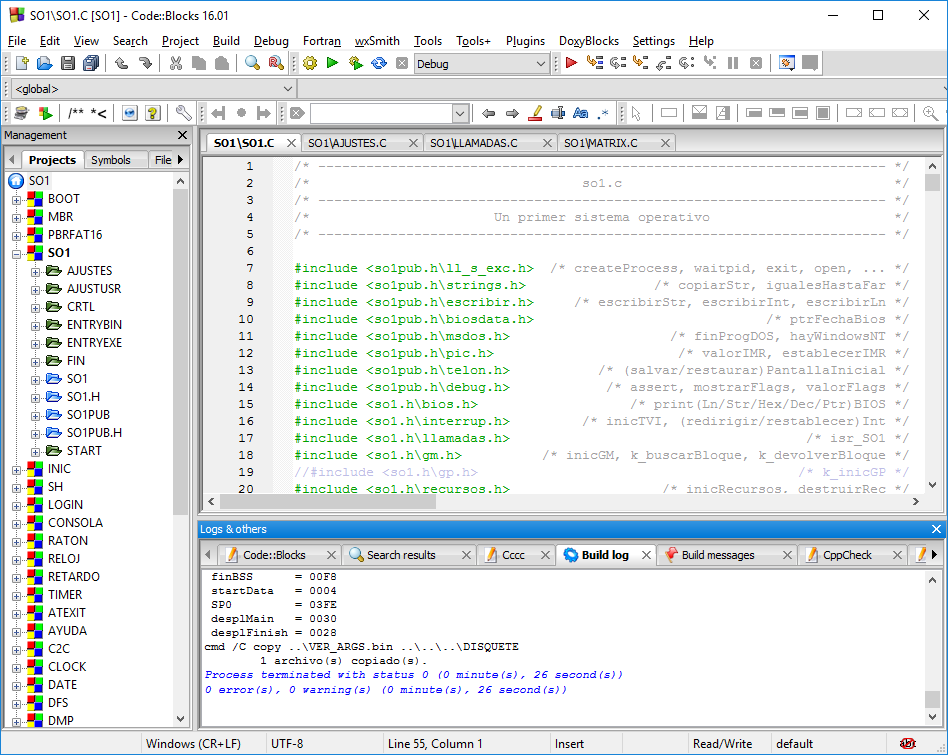 SO1\SO1.C [SO1] - Code::Blocks 16.01
File Edit View Search Project Build Debug Fortran wxSmith Tools Tools+ Plugins DoxyBlocks Settings Help
Debug
<global>
/** *<
Aa .*
Management
Projects Symbols File
SO1\SO1.C SO1\AJUSTES.C SO1\LLAMADAS.C SO1\MATRIX.C
SO1
BOOT
MBR
PBRFAT16
SO1
AJUSTES
AJUSTUSR
CRTL
ENTRYBIN
ENTRYEXE
FIN
SO1
SO1.H
SO1PUB
SO1PUB.H
START
INIC
SH
LOGIN
CONSOLA
RATON
RELOJ
RETARDO
TIMER
ATEXIT
AYUDA
C2C
CLOCK
DATE
DFS
DMP
1 /* ----------------------------------------------------------------------- */
2 /* so1.c */
3 /* ----------------------------------------------------------------------- */
4 /* Un primer sistema operativo */
5 /* ----------------------------------------------------------------------- */
6
7 #include <so1pub.h\ll_s_exc.h> /* createProcess, waitpid, exit, open, ... */
8 #include <so1pub.h\strings.h> /* copiarStr, igualesHastaFar */
9 #include <so1pub.h\escribir.h> /* escribirStr, escribirInt, escribirLn */
10 #include <so1pub.h\biosdata.h> /* ptrFechaBios */
11 #include <so1pub.h\msdos.h> /* finProgDOS, hayWindowsNT */
12 #include <so1pub.h\pic.h> /* valorIMR, establecerIMR */
13 #include <so1pub.h\telon.h> /* (salvar/restaurar)PantallaInicial */
14 #include <so1pub.h\debug.h> /* assert, mostrarFlags, valorFlags */
15 #include <so1.h\bios.h> /* print(Ln/Str/Hex/Dec/Ptr)BIOS */
16 #include <so1.h\interrup.h> /* inicTVI, (redirigir/restablecer)Int */
17 #include <so1.h\llamadas.h> /* isr_SO1 */
18 #include <so1.h\gm.h> /* inicGM, k_buscarBloque, k_devolverBloque */
19 //#include <so1.h\gp.h> /* k_inicGP */
20 #include <so1.h\recursos.h> /* inicRecursos, destruirRec */
Logs & others
Code::Blocks Search results Cccc Build log Build messages CppCheck
finBSS = 00F8
startData = 0004
SP0 = 03FE
desplMain = 0030
desplFinish = 0028
cmd /C copy ..\VER_ARGS.bin ..\..\..\DISQUETE
1 archivo(s) copiado(s).
Process terminated with status 0 (0 minute(s), 26 second(s))
0 error(s), 0 warning(s) (0 minute(s), 26 second(s))
Windows (CR+LF) UTF-8 Line 55, Column 1 Insert Read/Write default abc